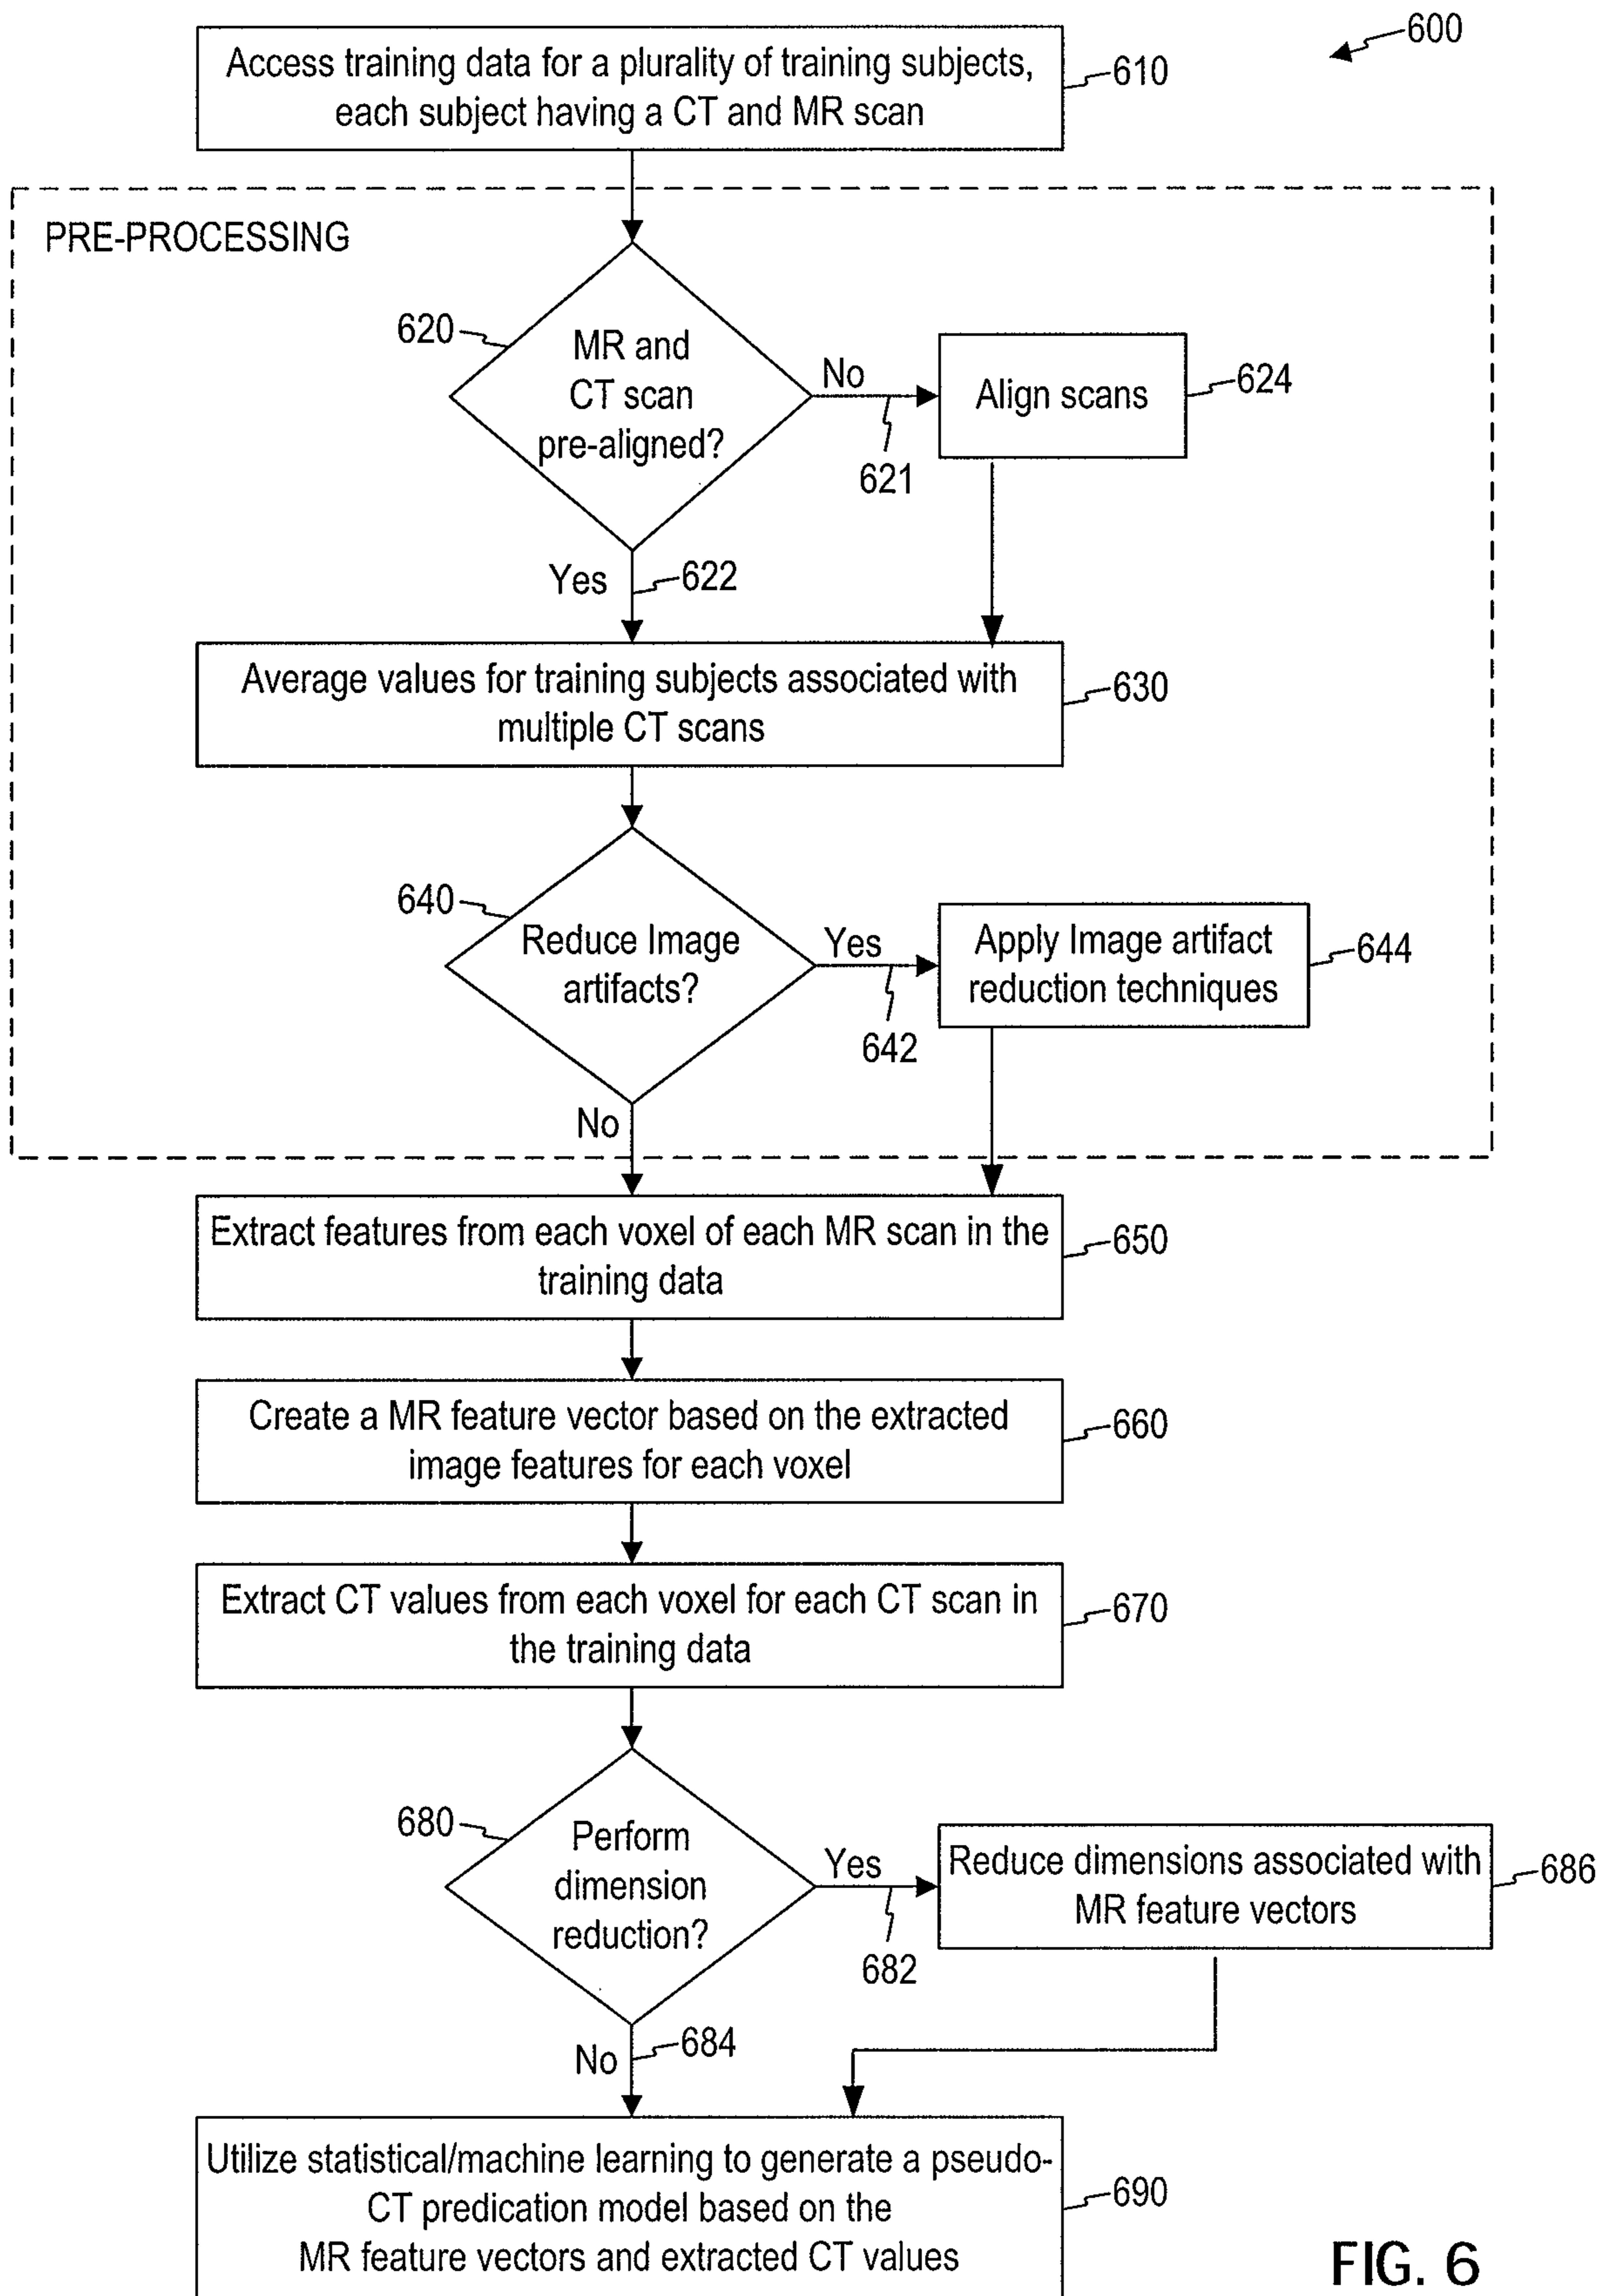 600
Access training data for a plurality of training subjects,
each subject having a CT and MR scan
610
PRE-PROCESSING
620
MR and
CT scan
pre-aligned?
No
621
Align scans
624
Yes
622
Average values for training subjects associated with
multiple CT scans
630
640
Reduce Image
artifacts?
Yes
642
Apply Image artifact
reduction techniques
644
No
Extract features from each voxel of each MR scan in the
training data
650
Create a MR feature vector based on the extracted
image features for each voxel
660
Extract CT values from each voxel for each CT scan in
the training data
670
680
Perform
dimension
reduction?
Yes
682
Reduce dimensions associated with
MR feature vectors
686
No
684
Utilize statistical/machine learning to generate a pseudo-
CT predication model based on the
MR feature vectors and extracted CT values
690
FIG. 6